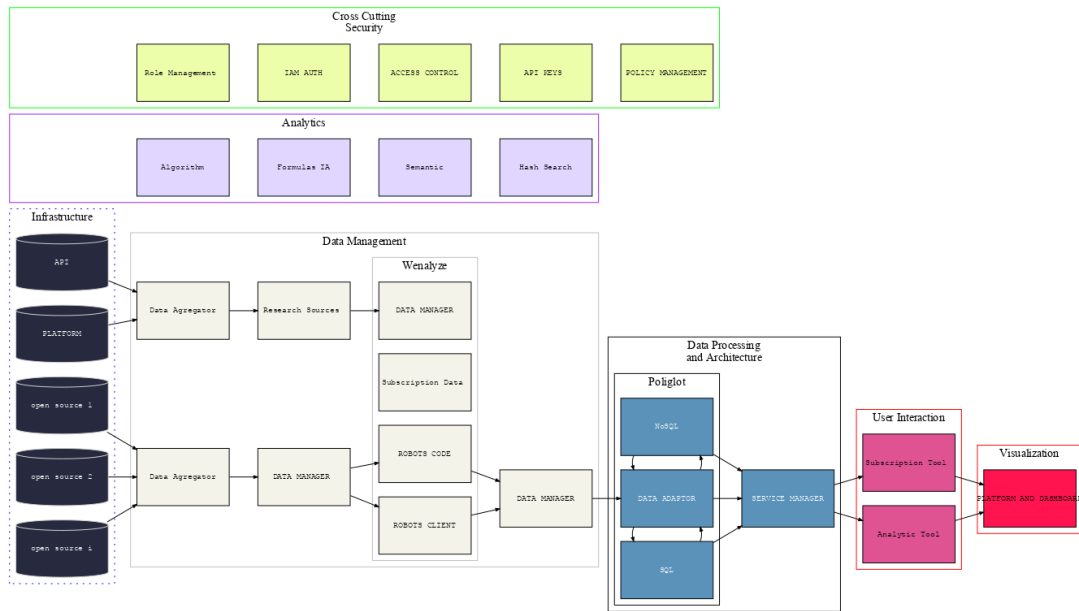 Cross Cutting
Security
Role Management
IAM AUTH
ACCESS CONTROL
API KEYS
POLICY MANAGEMENT
Analytics
Algorithm
Formulas IA
Semantic
Hash Search
Infrastructure
API
PLATFORM
open source 1
open source 2
open source i
Data Management
Data Agregator
Research Sources
Data Agregator
DATA MANAGER
Wenalyze
DATA MANAGER
Subscription Data
ROBOTS CODE
ROBOTS CLIENT
DATA MANAGER
Data Processing
and Architecture
Poliglot
NoSQL
DATA ADAPTOR
SQL
SERVICE MANAGER
User Interaction
Subscription Tool
Analytic Tool
Visualization
PLATFORM AND DASHBOARD